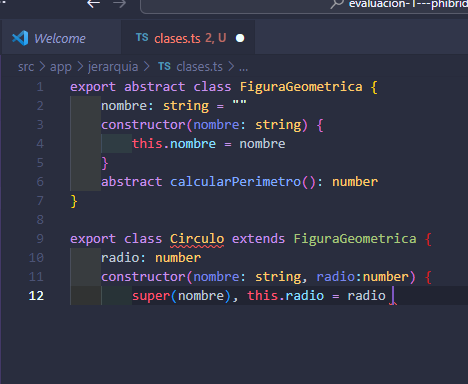 evaluacion-1---phibrid
Welcome
TS clases.ts 2, U
src > app > jerarquia > TS clases.ts > ...
1 export abstract class FiguraGeometrica {
2 nombre: string = ""
3 constructor(nombre: string) {
4 this.nombre = nombre
5 }
6 abstract calcularPerimetro(): number
7 }
8
9 export class Circulo extends FiguraGeometrica {
10 radio: number
11 constructor(nombre: string, radio:number) {
12 super(nombre), this.radio = radio